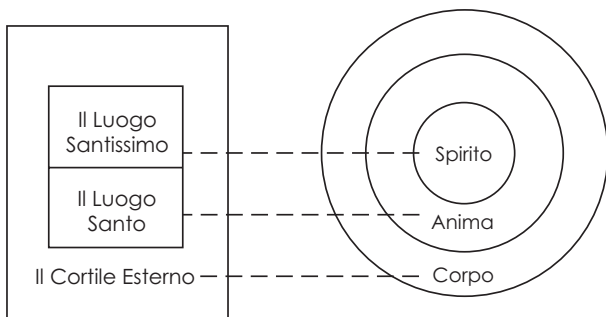 Il Luogo
Santissimo
Spirito
Il Luogo
Santo
Anima
Il Cortile Esterno
Corpo